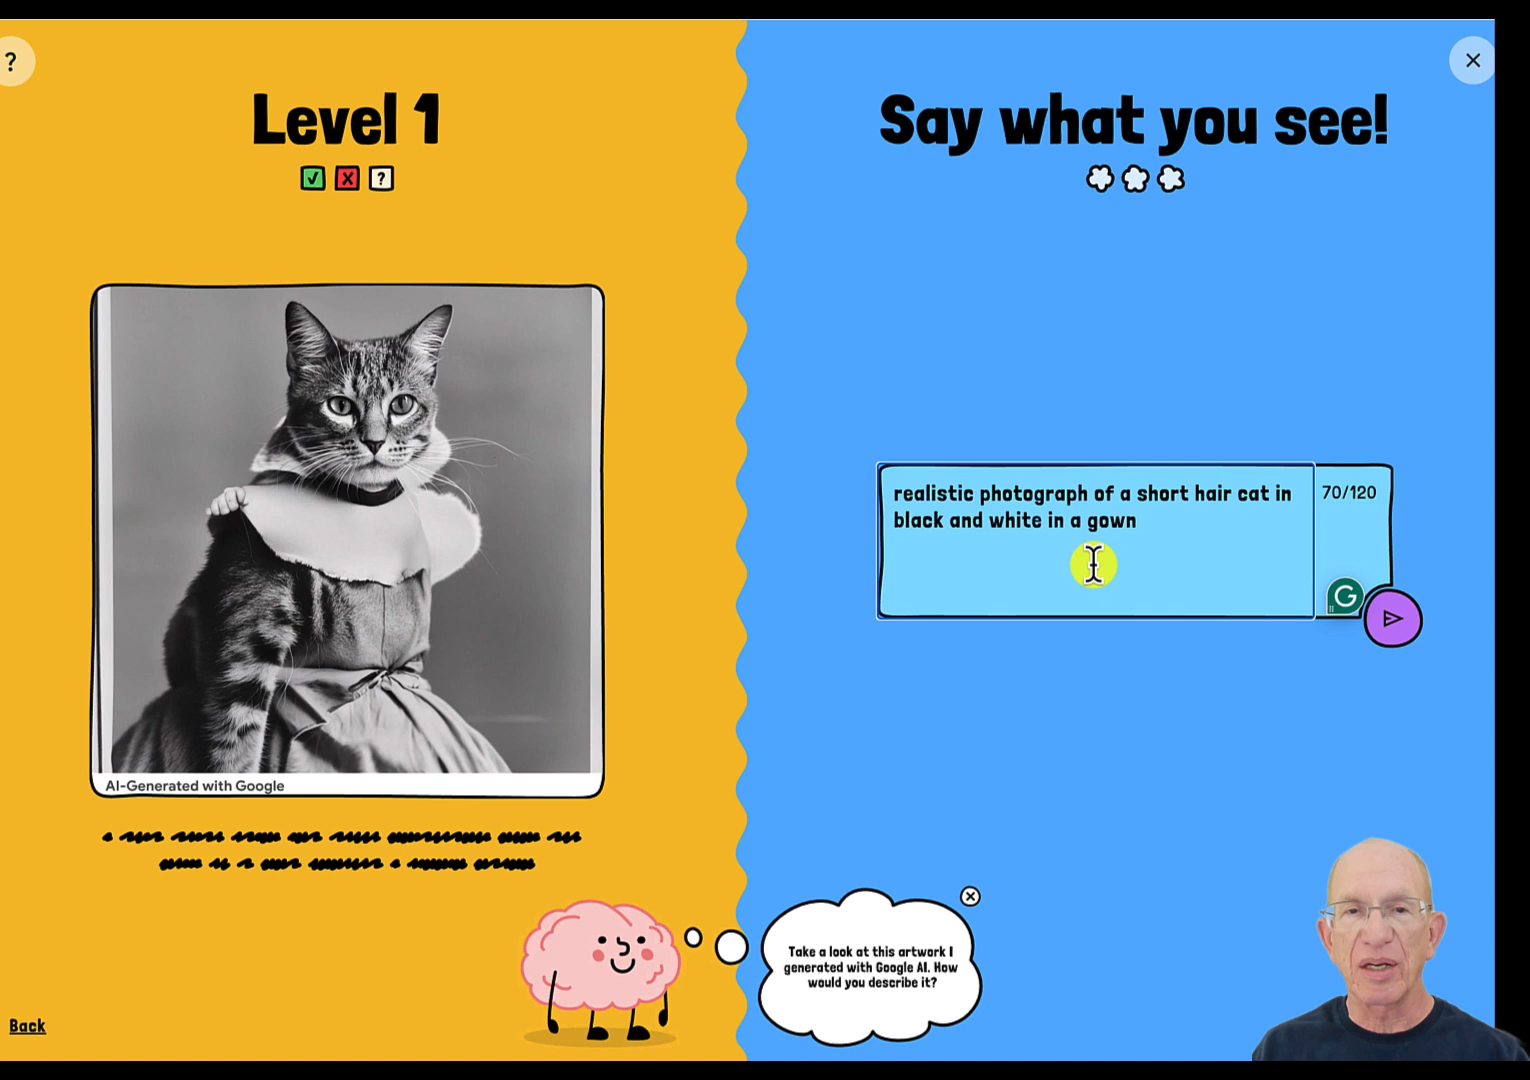 ?
Level 1
?
AI-Generated with Google
Back
Say what you see!
realistic photograph of a short hair cat in
black and white in a gown
70/120
G
Take a look at this artwork I
generated with Google AI. How
would you describe it?